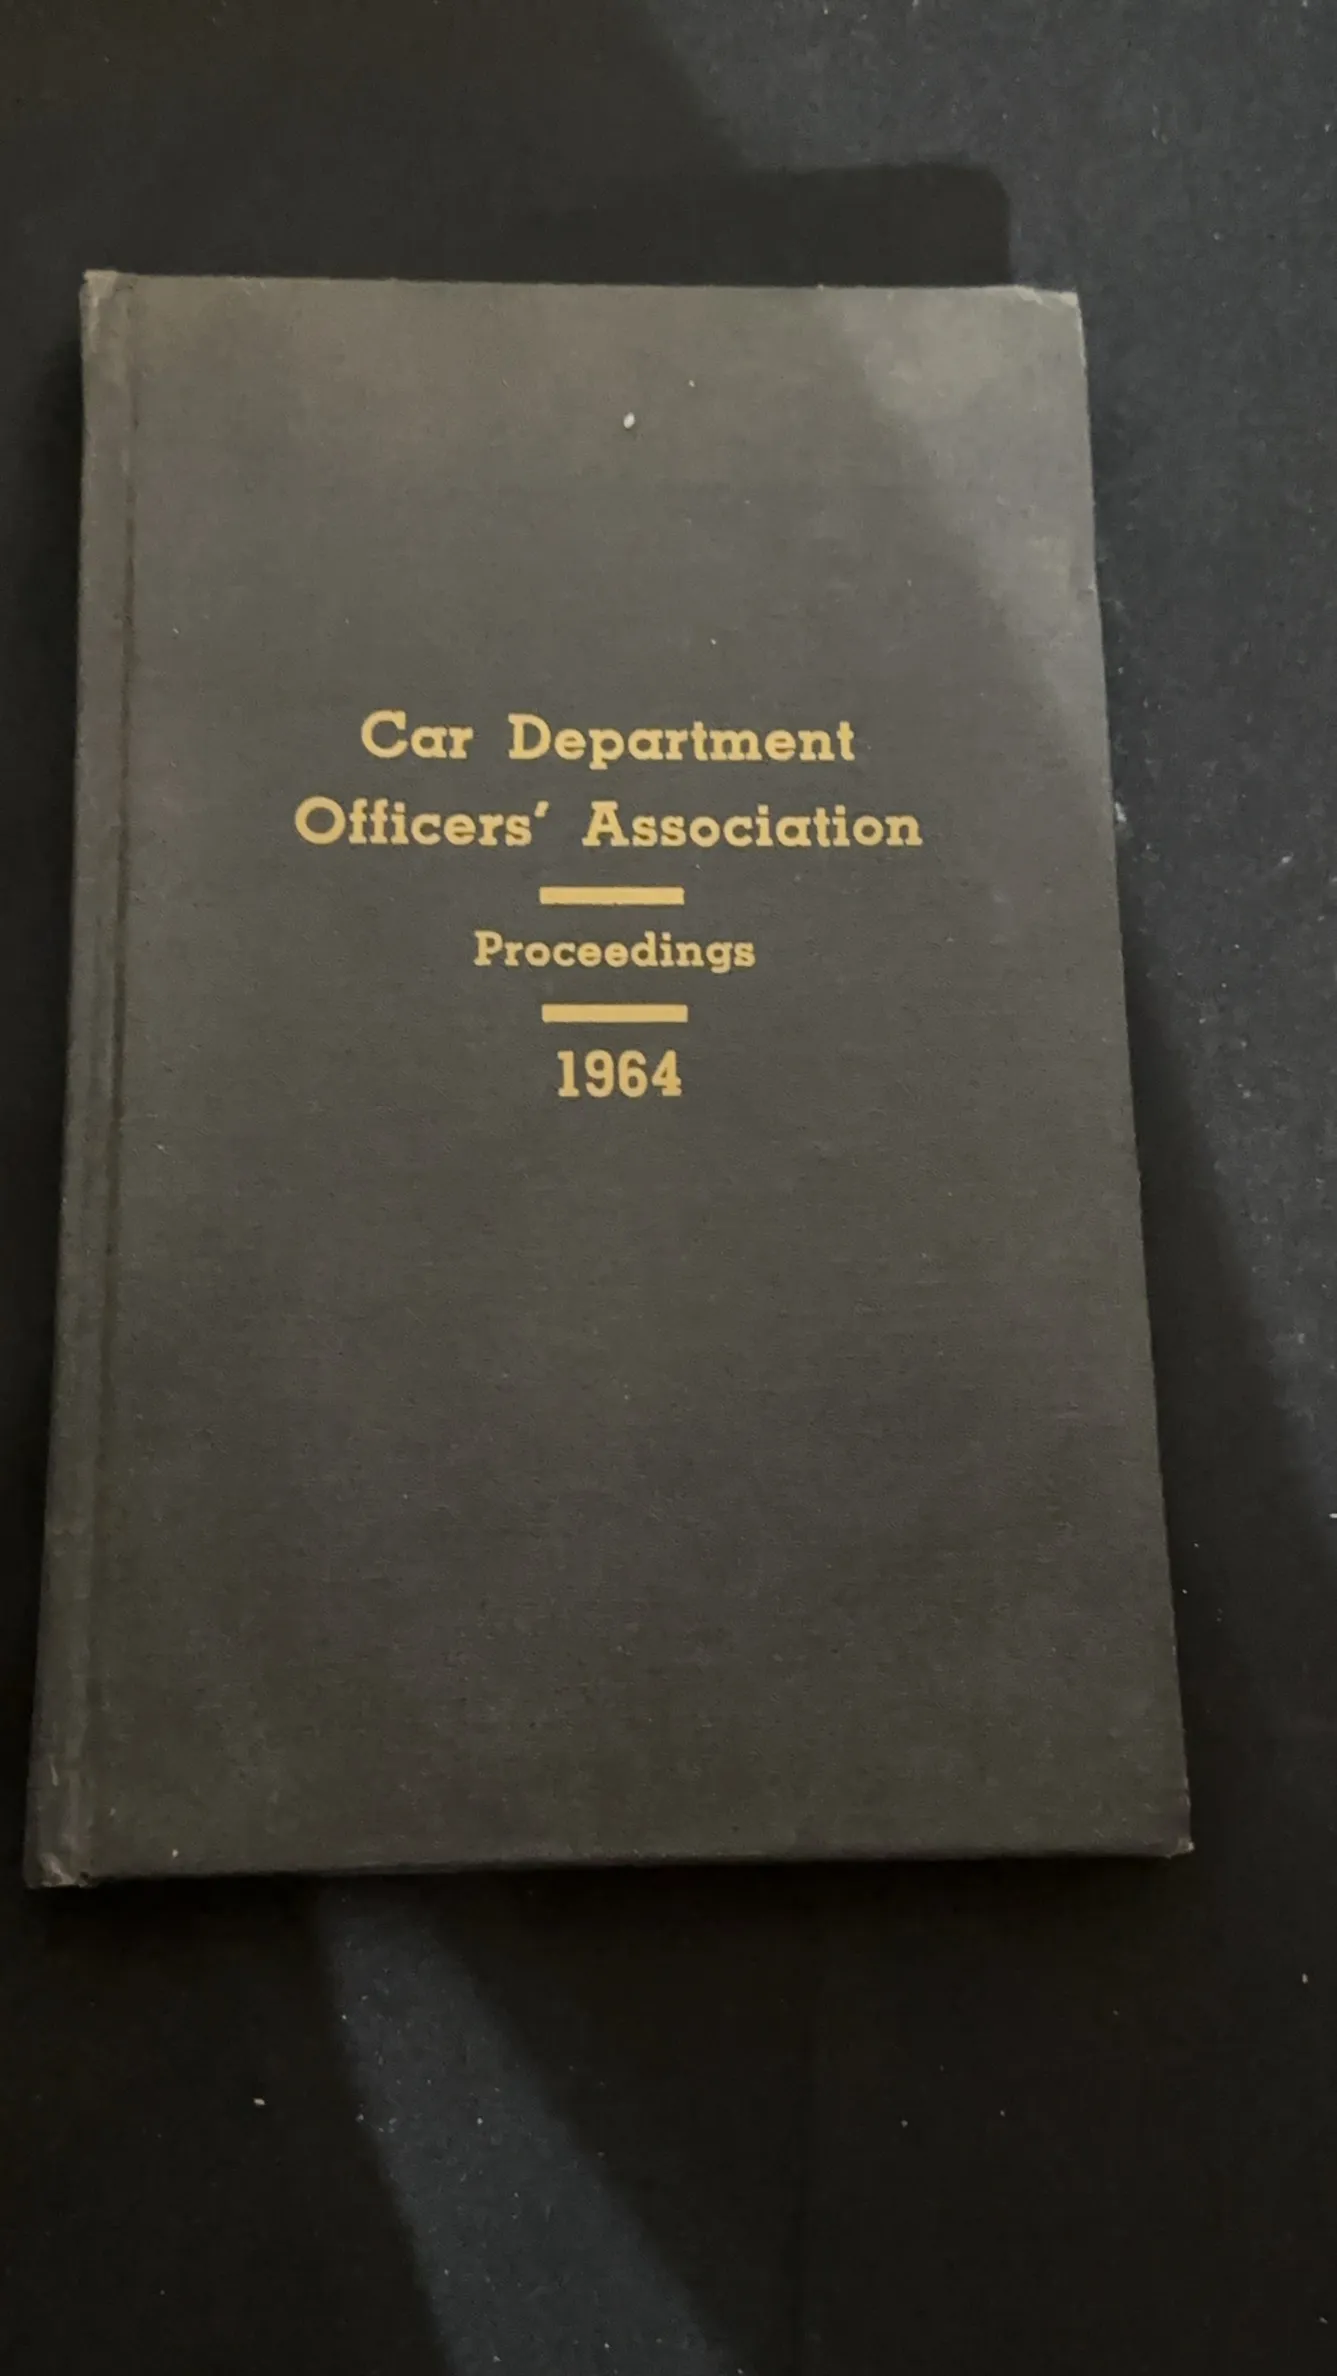 Car Department
Officers' Association
Proceedings
1964